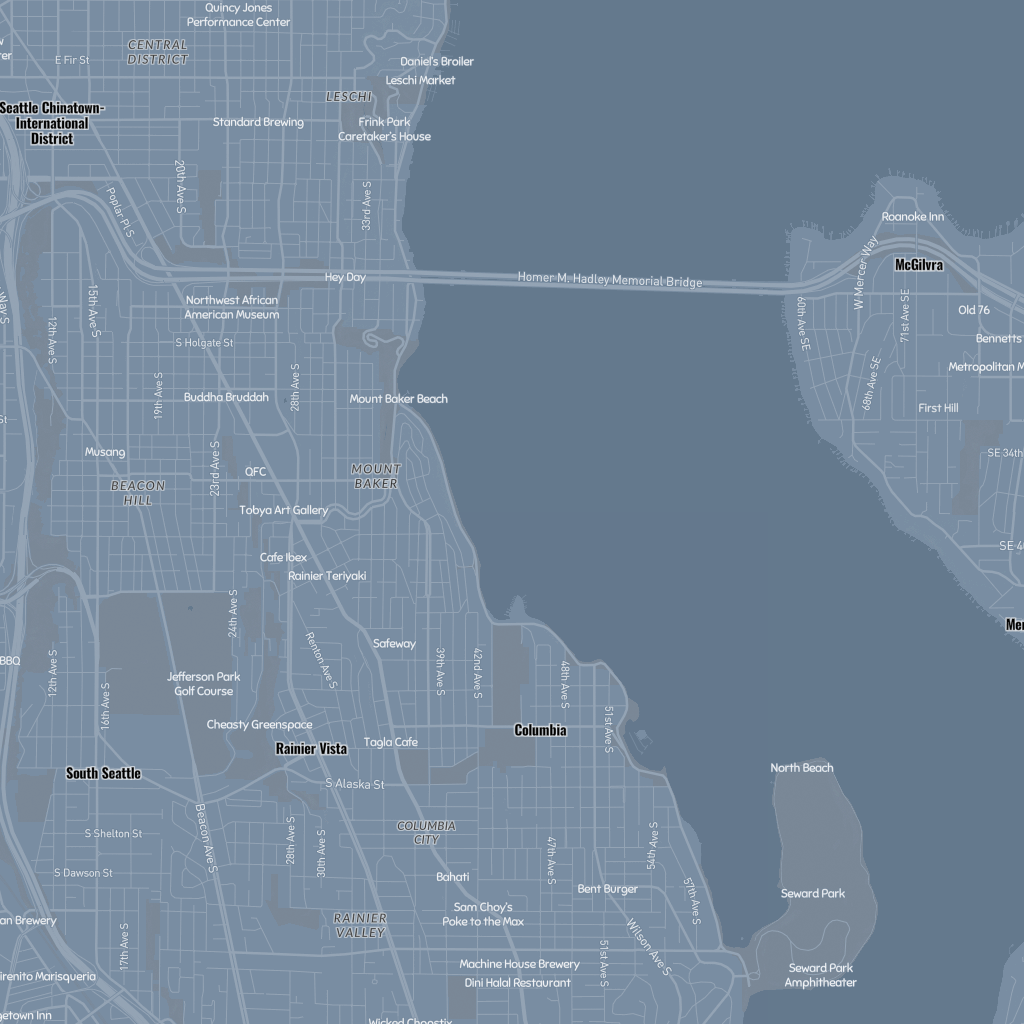 Quincy Jones
Performance Center
CENTRAL
DISTRICT
E Fir St
Daniel's Broiler
Leschi Market
LESCHI
Seattle Chinatown-
International
District
Standard Brewing
Frink Park
Caretaker's House
20th Ave S
33rd Ave S
Poplar Pl S
Roanoke Inn
McGilvra
W Mercer Way
Hey Day
Homer M. Hadley Memorial Bridge
Northwest African
American Museum
15th Ave S
12th Ave S
60th Ave SE
71st Ave SE
Old 76
S Holgate St
Bennetts
Metropolitan M
68th Ave SE
19th Ave S
28th Ave S
Buddha Bruddah
Mount Baker Beach
First Hill
Musang
23rd Ave S
QFC
MOUNT
BAKER
SE 34th
BEACON
HILL
Tobya Art Gallery
Cafe Ibex
Rainier Teriyaki
24th Ave S
Safeway
Renton Ave S
39th Ave S
42nd Ave S
48th Ave S
BBQ
12th Ave S
16th Ave S
Jefferson Park
Golf Course
51st Ave S
Cheasty Greenspace
Columbia
Rainier Vista
Tagla Cafe
South Seattle
S Alaska St
North Beach
S Shelton St
Beacon Ave S
28th Ave S
30th Ave S
COLUMBIA
CITY
47th Ave S
54th Ave S
S Dawson St
Bahati
Bent Burger
57th Ave S
Seward Park
an Brewery
17th Ave S
RAINIER
VALLEY
Sam Choy's
Poke to the Max
Wilson Ave S
51st Ave S
Machine House Brewery
Dini Halal Restaurant
Seward Park
Amphitheater
irenito Marisqueria
getown Inn
Wicked Chopstix